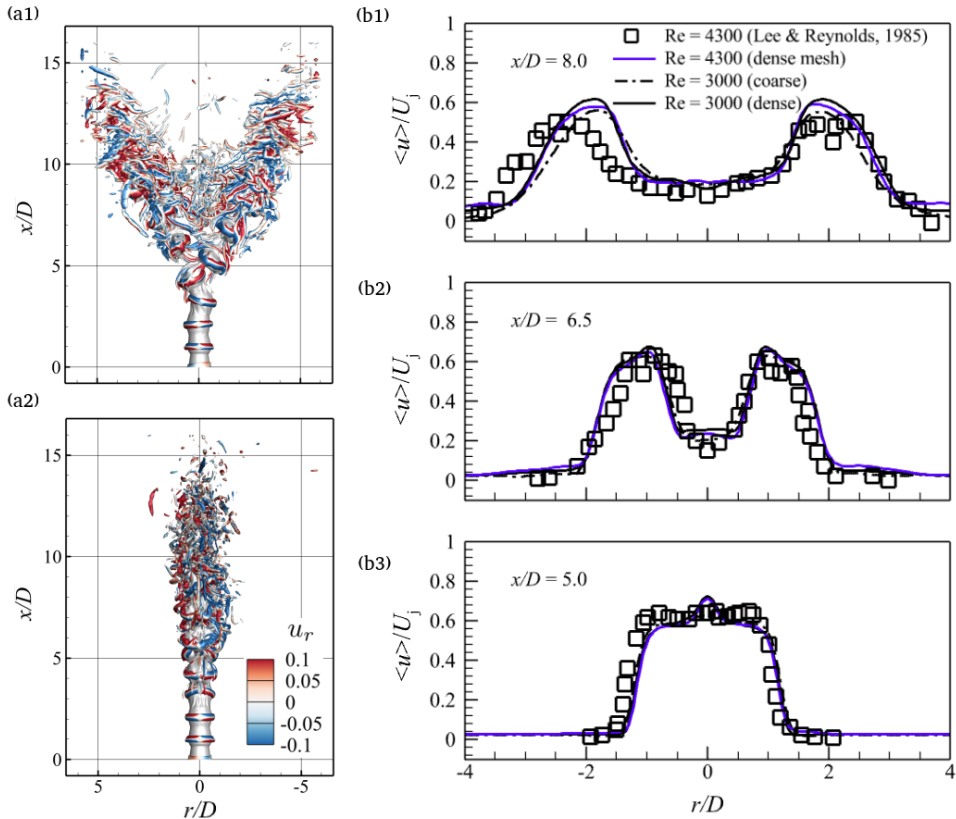 (a1)
15
10
5
0
x/D
5
0
-5
(a2)
15
10
5
0
x/D
u_r
0.1
0.05
0
-0.05
-0.1
5
0
-5
r/D
(b1)
1
0.8
0.6
0.4
0.2
0
<u>/U_j
x/D = 8.0
Re = 4300 (Lee & Reynolds, 1985)
Re = 4300 (dense mesh)
Re = 3000 (coarse)
Re = 3000 (dense)
(b2)
1
0.8
0.6
0.4
0.2
0
<u>/U_j
x/D = 6.5
(b3)
1
0.8
0.6
0.4
0.2
0
<u>/U_j
x/D = 5.0
-4
-2
0
2
4
r/D